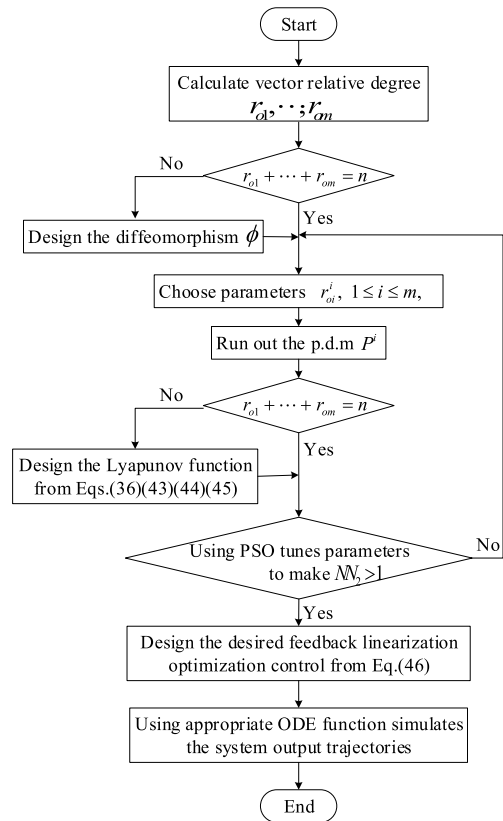 Start
Calculate vector relative degree
r_{o1}, · ·; r_{om}
No
r_{o1} + ··· + r_{om} = n
Yes
Design the diffeomorphism ϕ
Choose parameters r_{oi}^i, 1 ≤ i ≤ m,
Run out the p.d.m P^i
No
r_{o1} + ··· + r_{om} = n
Yes
Design the Lyapunov function
from Eqs.(36)(43)(44)(45)
Using PSO tunes parameters
to make NN_2 >1
No
Yes
Design the desired feedback linearization
optimization control from Eq.(46)
Using appropriate ODE function simulates
the system output trajectories
End